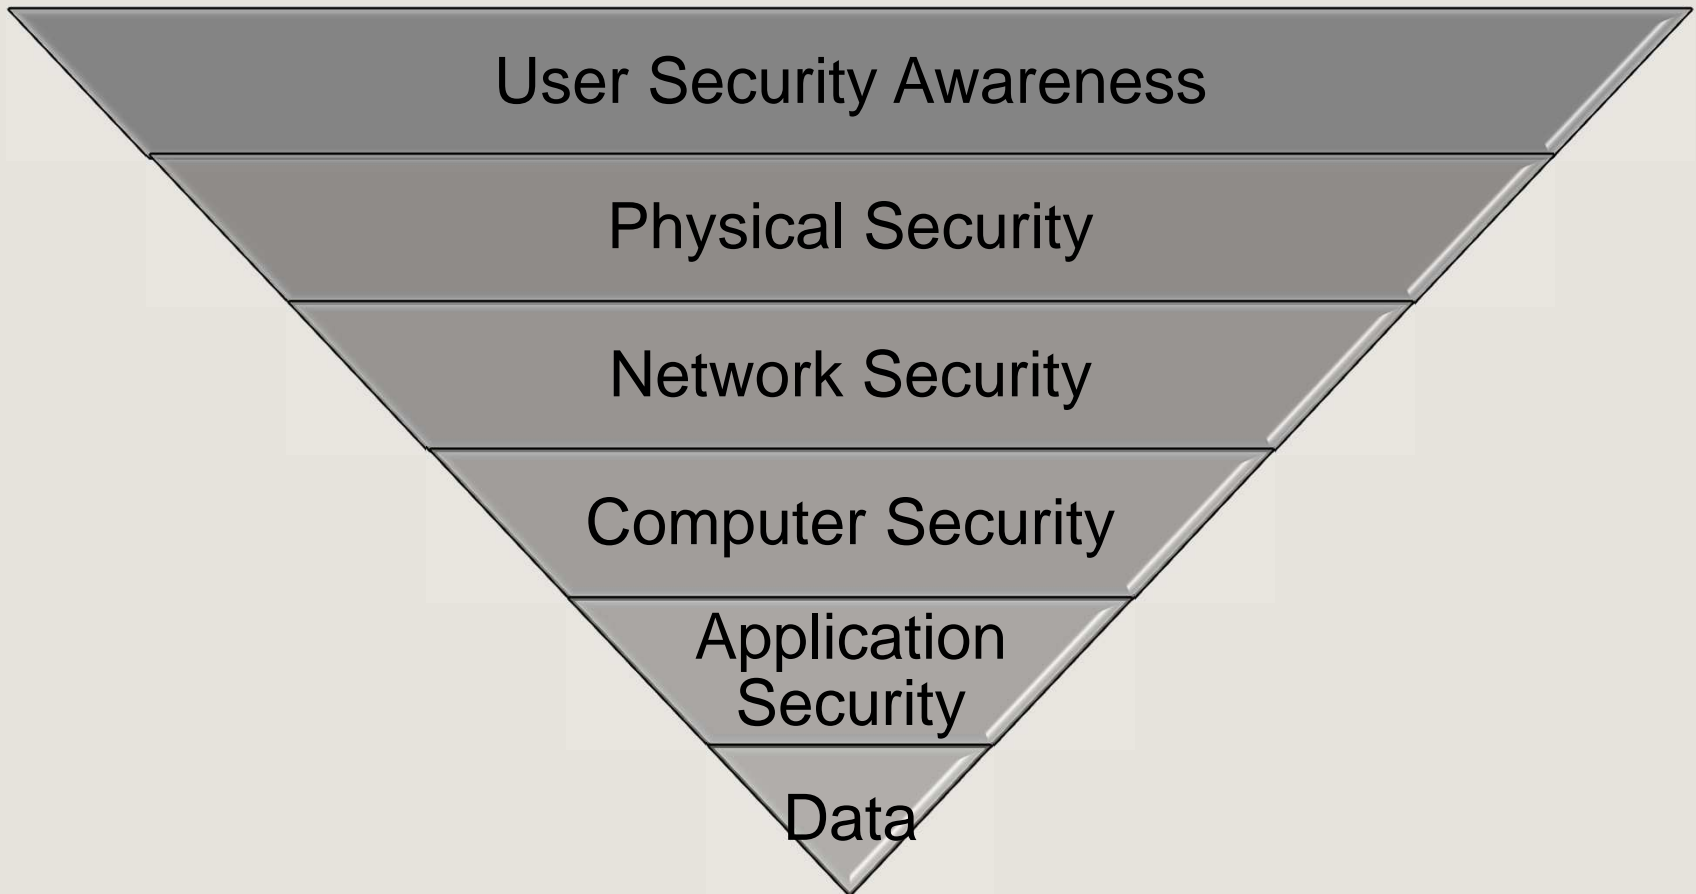 User Security Awareness
Physical Security
Network Security
Computer Security
Application
Security
Data